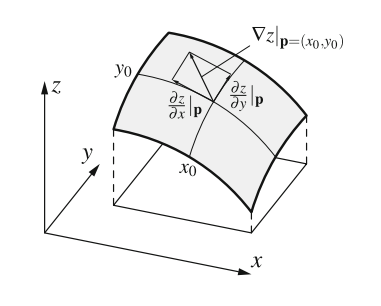 ∇z|p=(x₀,y₀)
y₀
z
∂z/∂x|p
∂z/∂y|p
y
x₀
x